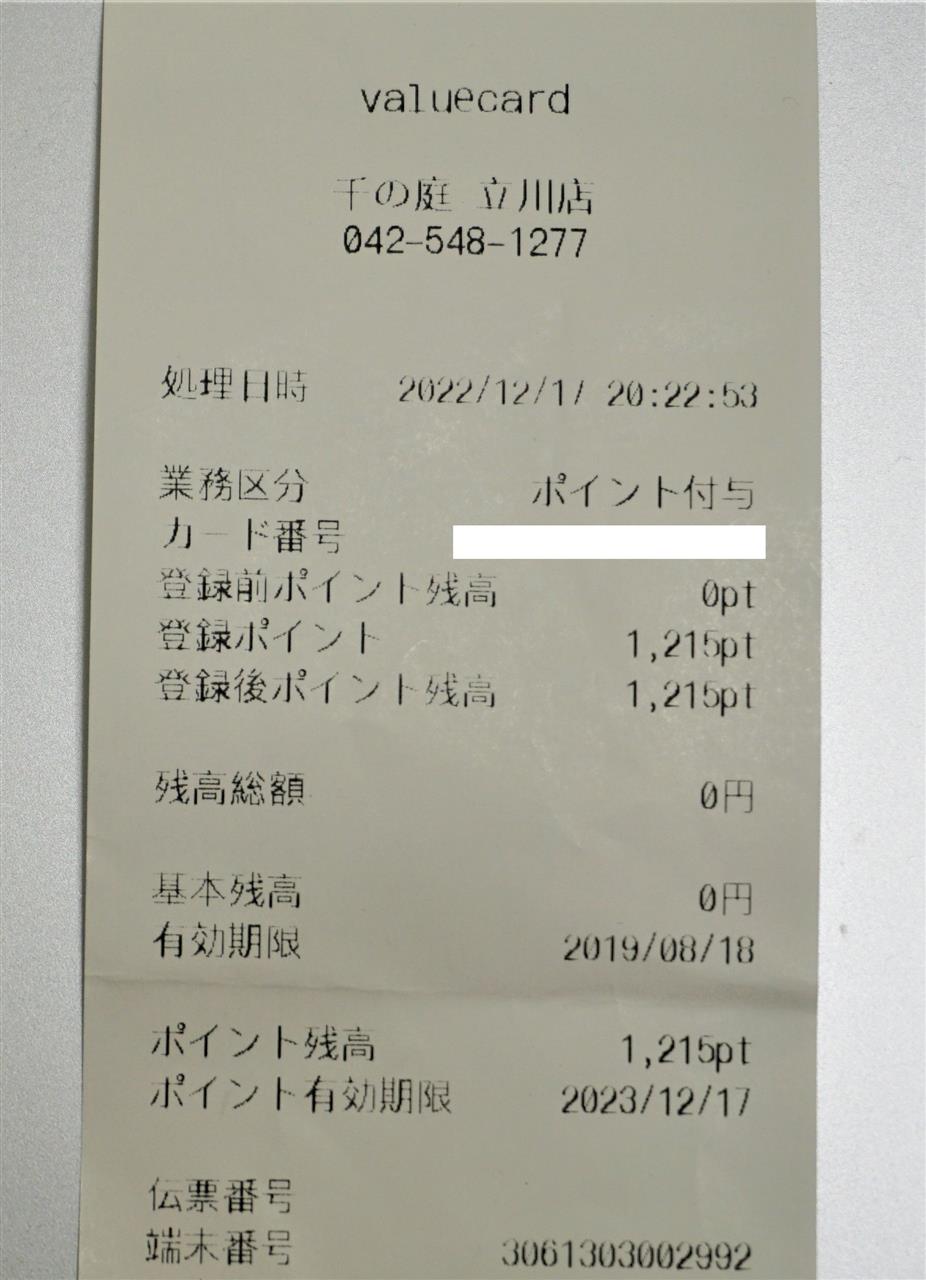 valuecard
千の庭 立川店
042-548-1277
処理日時 2022/12/17 20:22:53
業務区分 ポイント付与
カード番号
登録前ポイント残高 0pt
登録ポイント 1,215pt
登録後ポイント残高 1,215pt
残高総額 0円
基本残高 0円
有効期限 2019/08/18
ポイント残高 1,215pt
ポイント有効期限 2023/12/17
伝票番号
端末番号 3061303002992